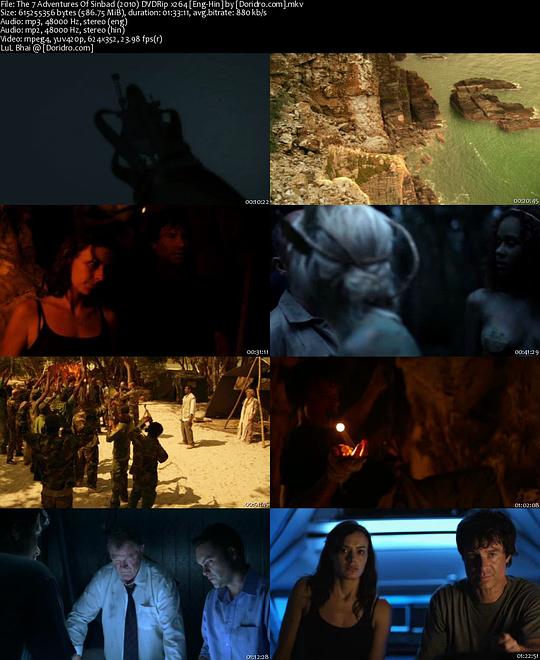 File: The 7 Adventures Of Sinbad (2010) DVDRip x264 [Eng-Hin] by [Doridro.com].mkv
Size: 615255356 bytes (586.75 MiB), duration: 01:33:11, avg.bitrate: 880 kb/s
Audio: mp3, 48000 Hz, stereo (eng)
Audio: mp2, 48000 Hz, stereo (hin)
Video: mpeg4, yuv420p, 624x352, 23.98 fps(r)
LuL Bhai @ [Doridro.com]
00:10:22
00:20:45
00:31:11
00:41:29
01:02:08
01:12:28
01:22:51